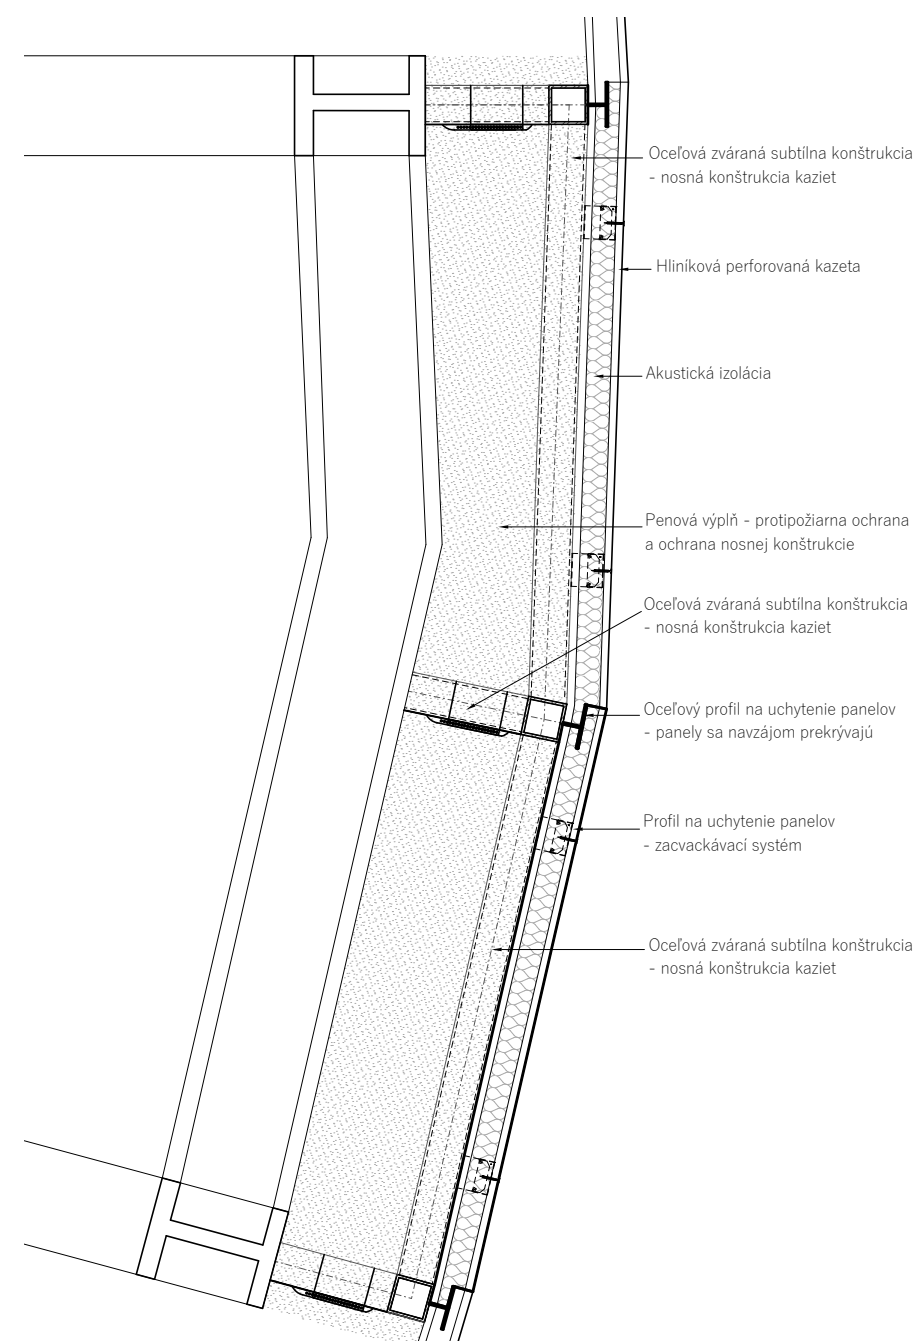 Oceľová zváraná subtílna konštrukcia
- nosná konštrukcia kaziet
Hliníková perforovaná kazeta
Akustická izolácia
Penová výplň - protipožiarna ochrana
a ochrana nosnej konštrukcie
Oceľová zváraná subtílna konštrukcia
- nosná konštrukcia kaziet
Oceľový profil na uchytenie panelov
- panely sa navzájom prekrývajú
Profil na uchytenie panelov
- zacvackávací systém
Oceľová zváraná subtílna konštrukcia
- nosná konštrukcia kaziet